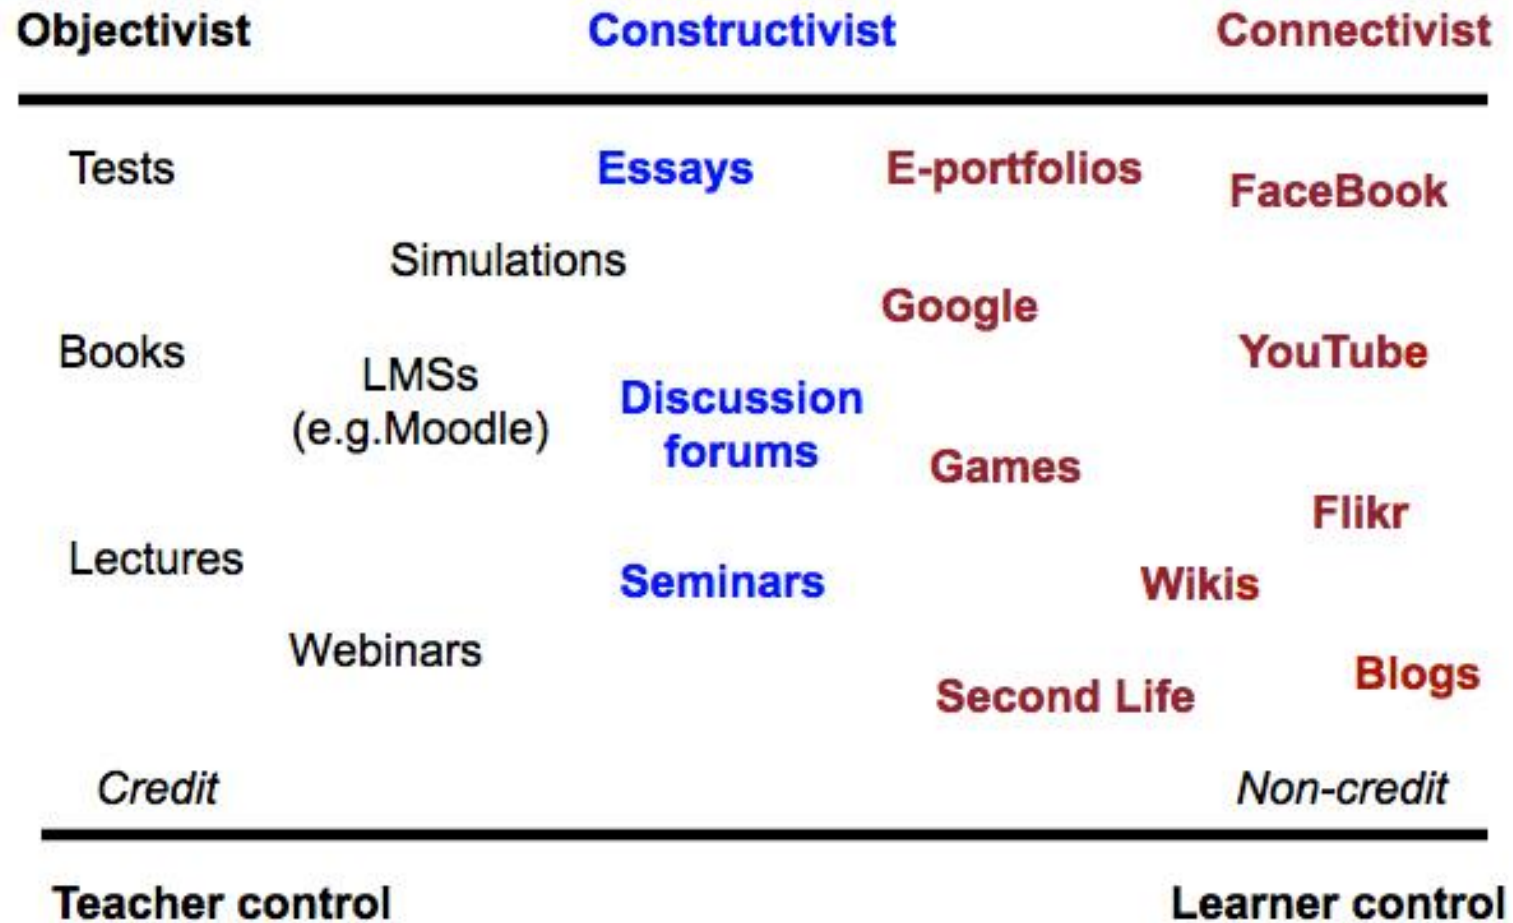 Objectivist Constructivist Connectivist
Tests Essays E-portfolios FaceBook
Simulations
Google
Books LMSs YouTube
(e.g.Moodle) Discussion
forums Games
Flikr
Lectures Seminars Wikis
Webinars Blogs
Second Life
Credit Non-credit
Teacher control Learner control